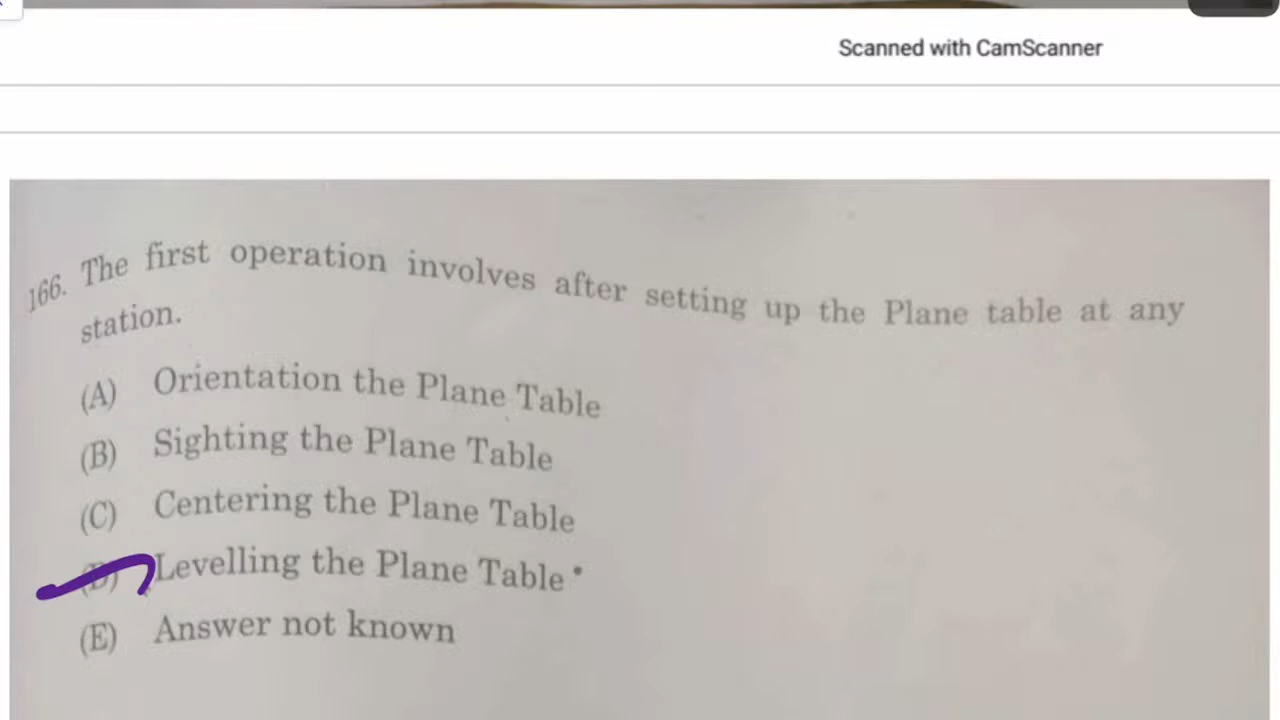 Scanned with CamScanner
166. The first operation involves after setting up the Plane table at any
station.
(A) Orientation the Plane Table
(B) Sighting the Plane Table
(C) Centering the Plane Table
(D) Levelling the Plane Table
(E) Answer not known